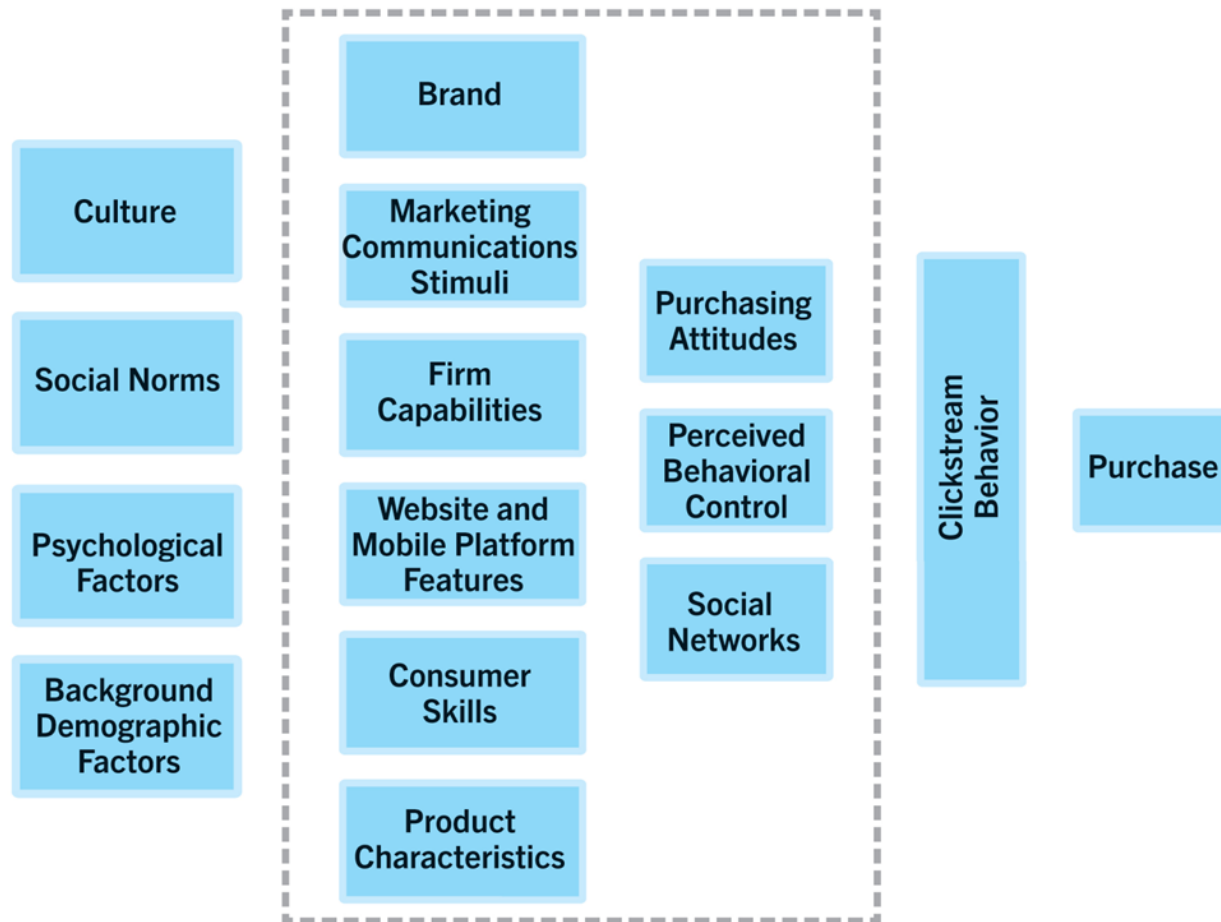 Culture
Social Norms
Psychological
Factors
Background
Demographic
Factors
Brand
Marketing
Communications
Stimuli
Firm
Capabilities
Website and
Mobile Platform
Features
Consumer
Skills
Product
Characteristics
Purchasing
Attitudes
Perceived
Behavioral
Control
Social
Networks
Clickstream
Behavior
Purchase